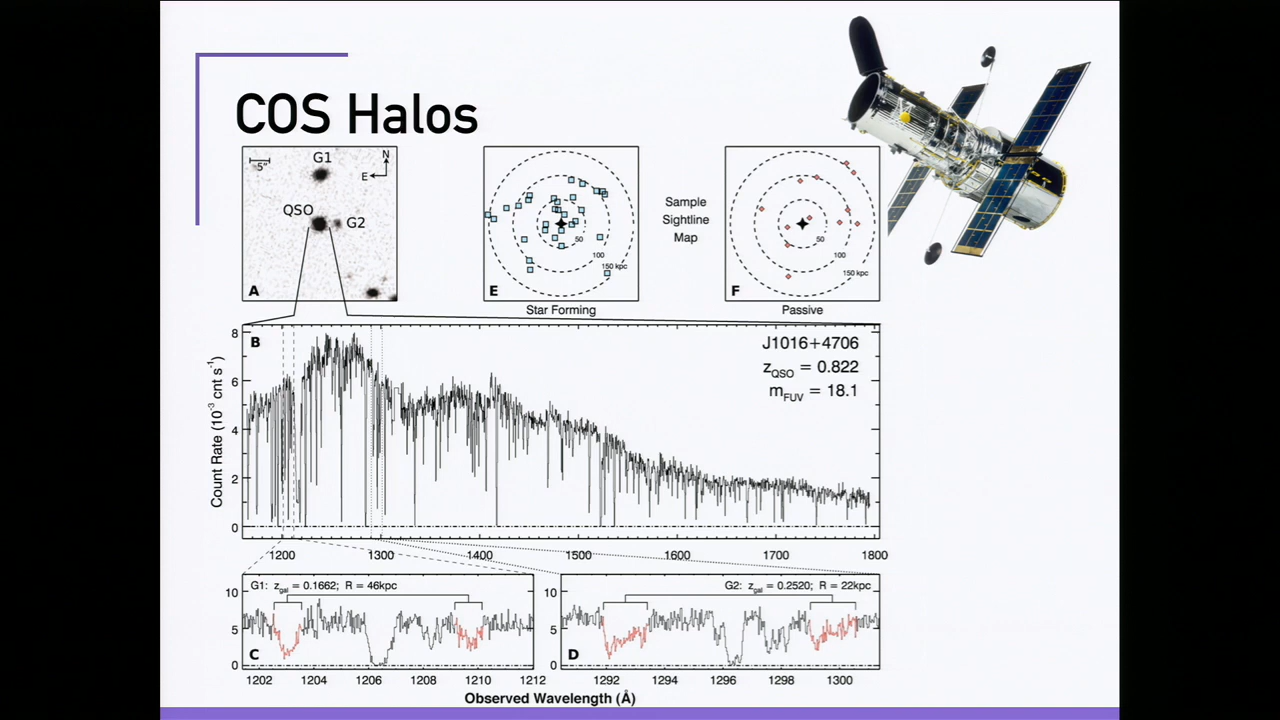 COS Halos
5"
G1
N
E
QSO
G2
A
50
100
150 kpc
E
Star Forming
Sample
Sightline
Map
50
100
150 kpc
F
Passive
B
J1016+4706
z_QSO = 0.822
m_FUV = 18.1
Count Rate (10⁻³ cnt s⁻¹)
8
6
4
2
0
1200 1300 1400 1500 1600 1700 1800
G1: z_gal = 0.1662; R = 46kpc
10
5
0
C
1202 1204 1206 1208 1210 1212
G2: z_gal = 0.2520; R = 22kpc
10
5
0
D
1292 1294 1296 1298 1300
Observed Wavelength (Å)